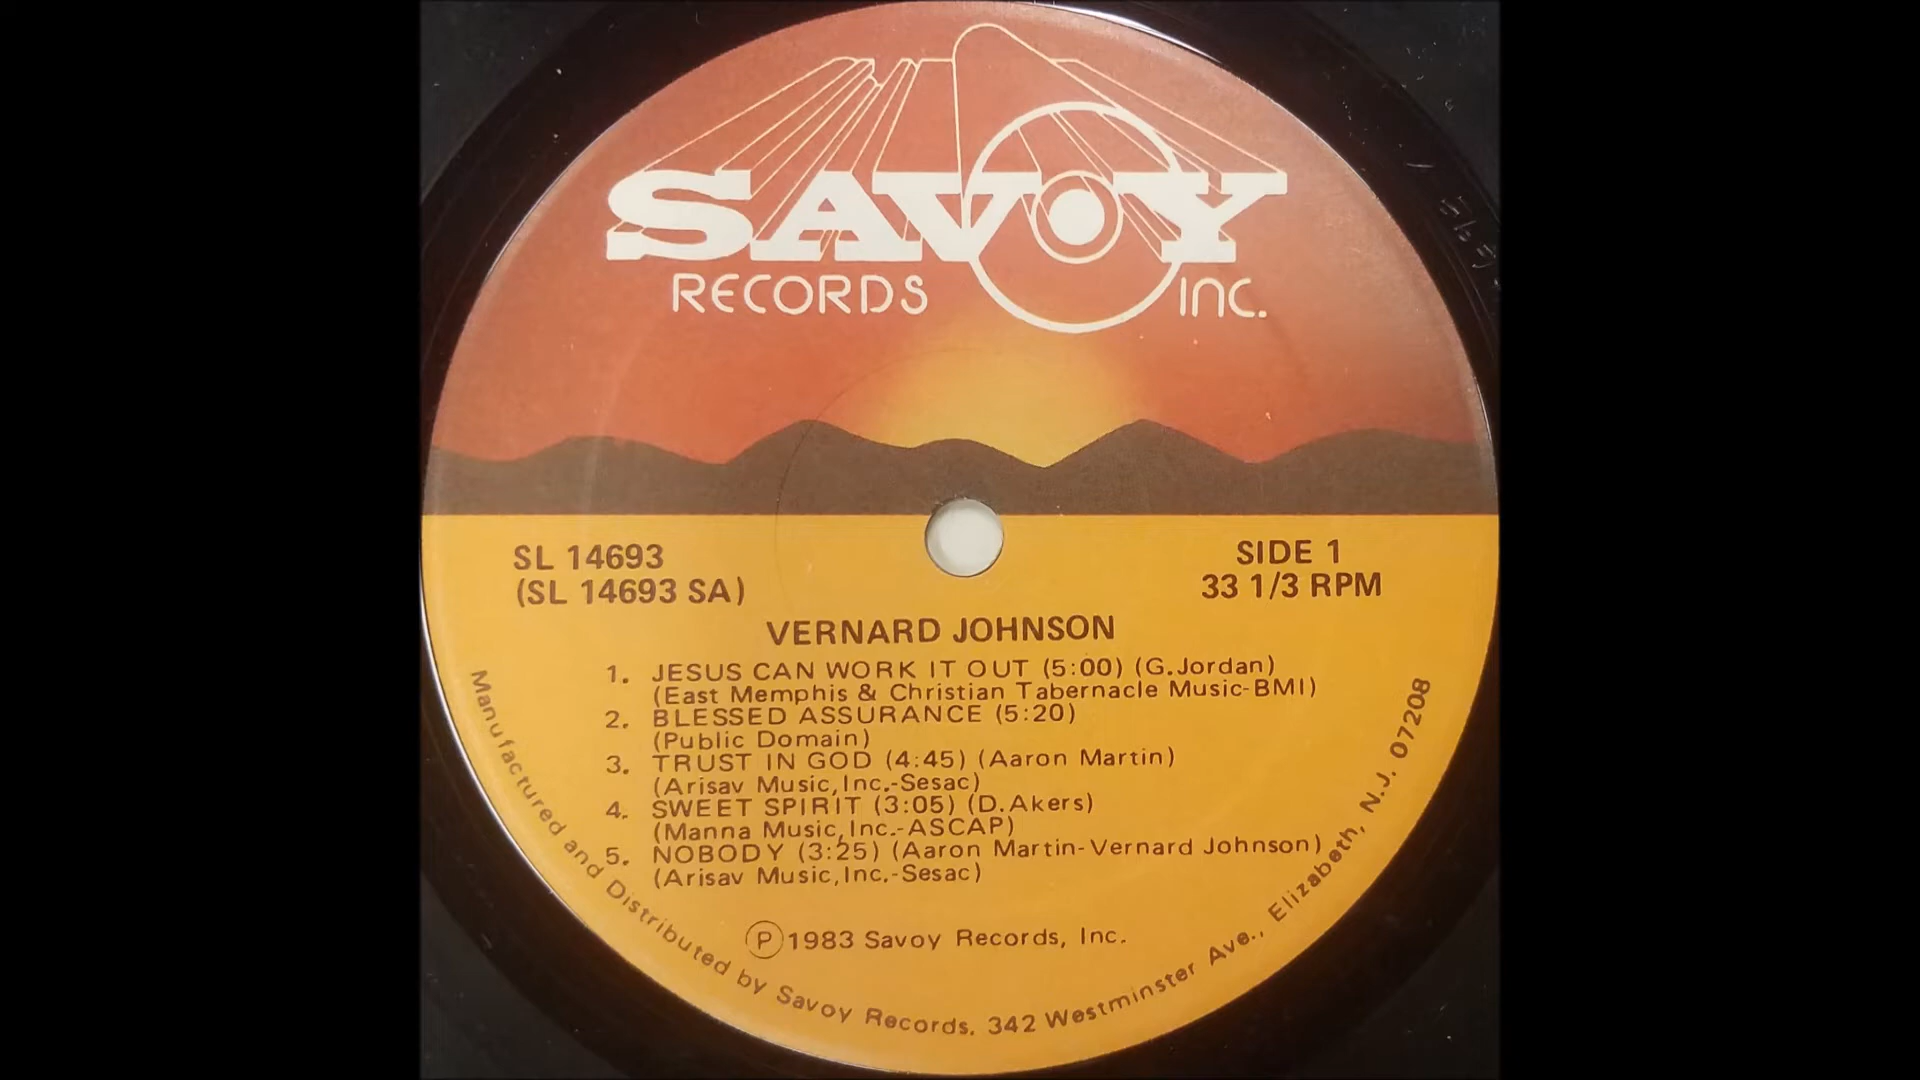 SAVOY
RECORDS INC.
SL 14693
(SL 14693 SA)
SIDE 1
33 1/3 RPM
VERNARD JOHNSON
1. JESUS CAN WORK IT OUT (5:00) (G.Jordan)
(East Memphis & Christian Tabernacle Music-BMI)
2. BLESSED ASSURANCE (5:20)
(Public Domain)
3. TRUST IN GOD (4:45) (Aaron Martin)
(Arisav Music,Inc.-Sesac)
4. SWEET SPIRIT (3:05) (D.Akers)
(Manna Music,Inc.-ASCAP)
5. NOBODY (3:25) (Aaron Martin-Vernard Johnson)
(Arisav Music,Inc.-Sesac)
Ⓟ1983 Savoy Records, Inc.
Manufactured and Distributed by Savoy Records. 342 Westminster Ave., Elizabeth, N.J. 07208